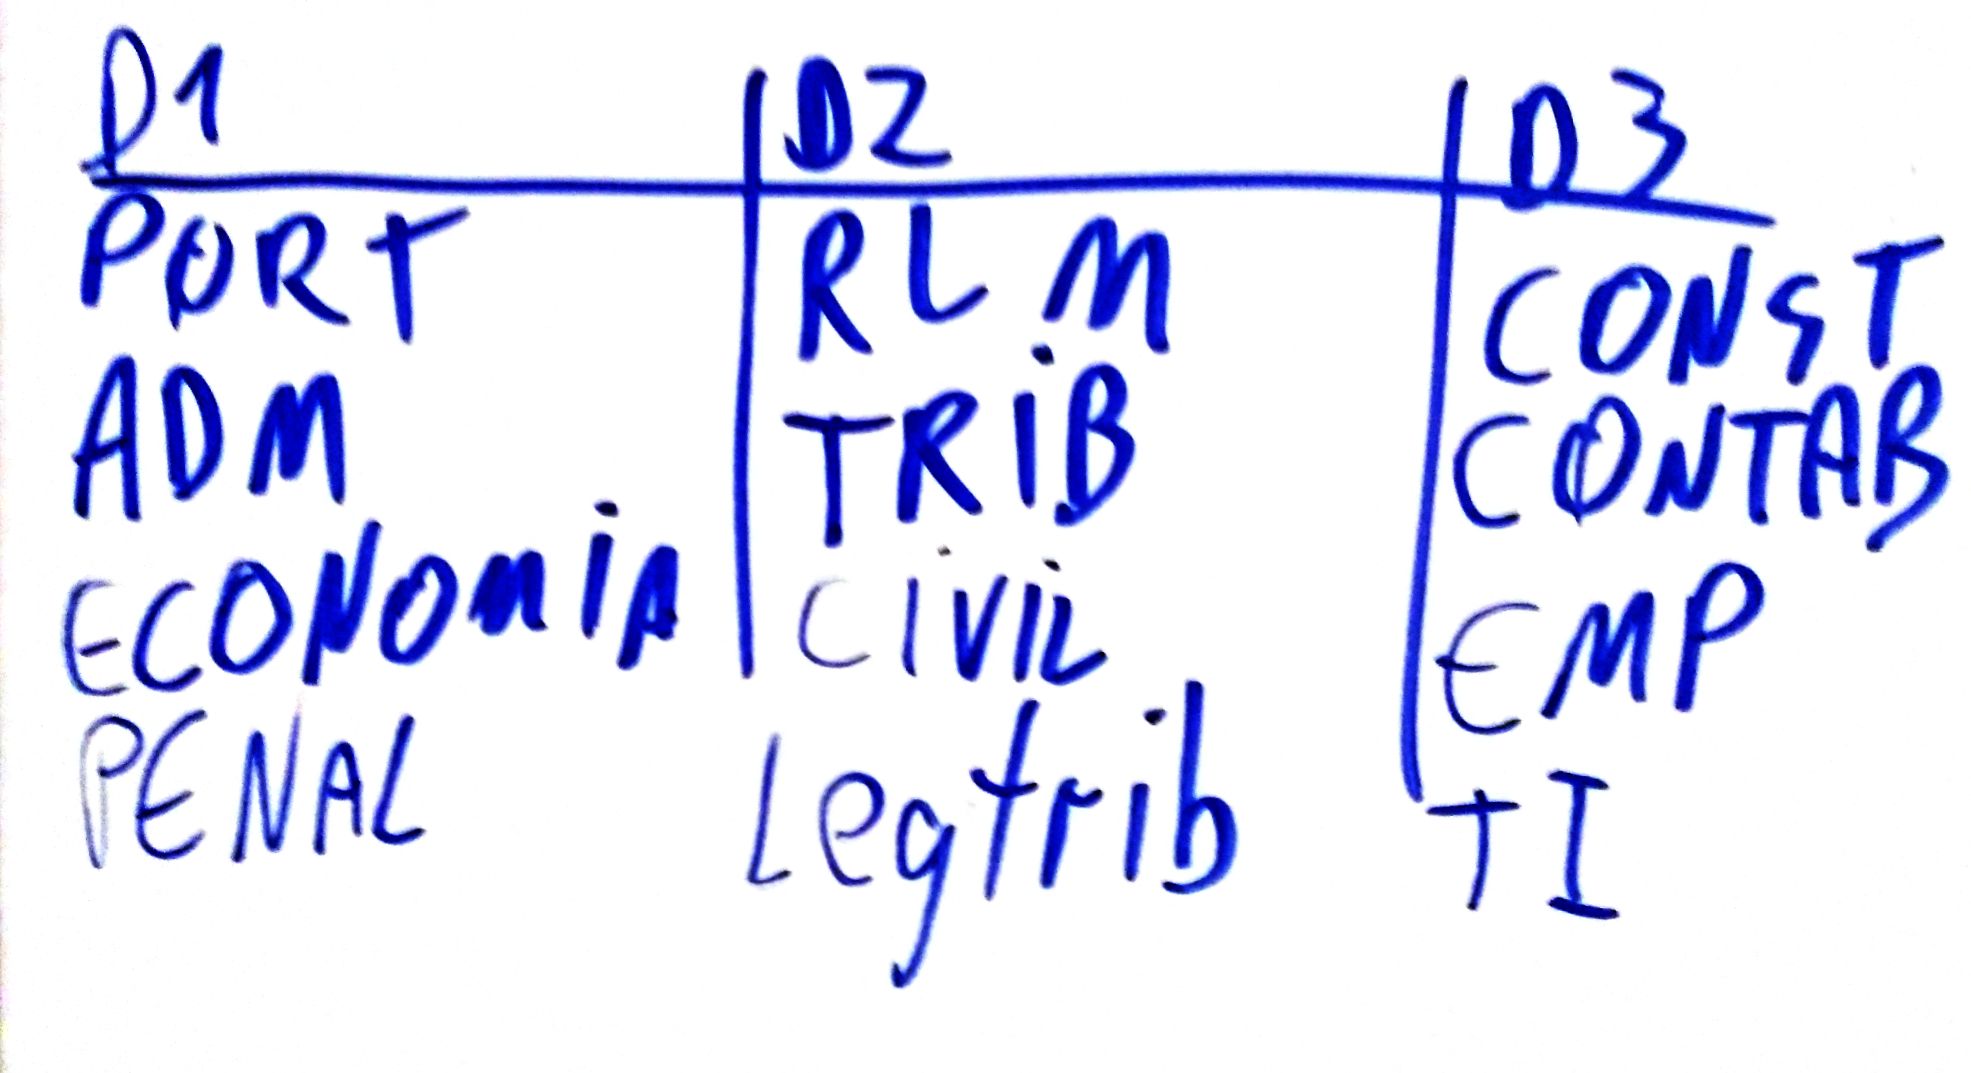 D1 D2 D3
PORT RLM CONST
ADM TRIB CONTAB
ECONOMIA CIVIL EMP
PENAL Legtrib TI